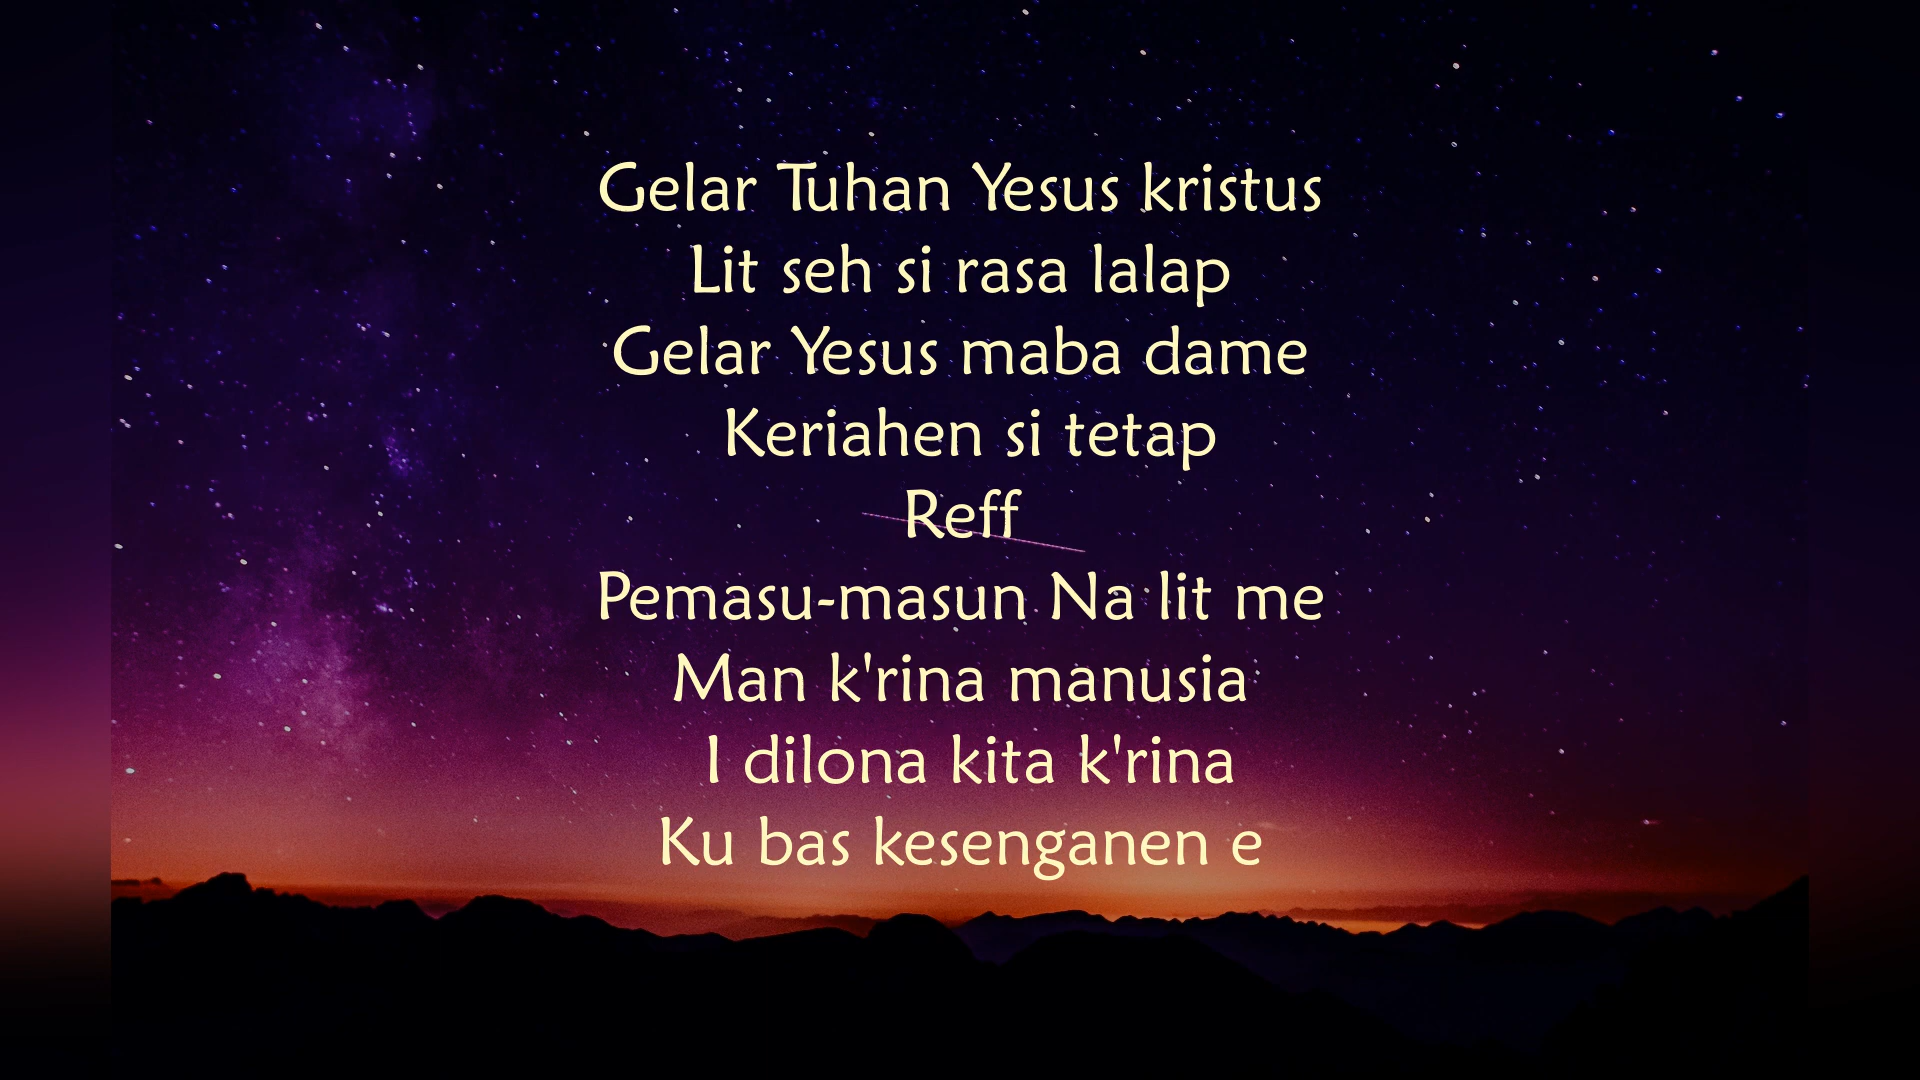 Gelar Tuhan Yesus kristus
Lit seh si rasa lalap
Gelar Yesus maba dame
Keriahen si tetap
Reff
Pemasu-masun Na lit me
Man k'rina manusia
I dilona kita k'rina
Ku bas kesenganen e